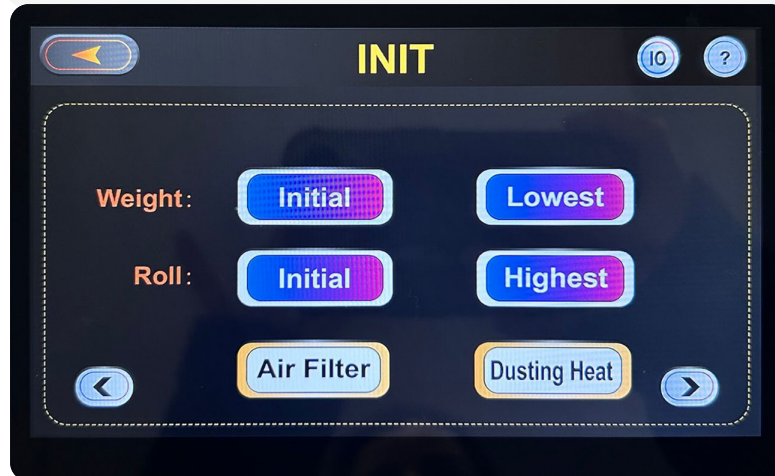 INIT
IO
?
Weight: Initial Lowest
Roll: Initial Highest
Air Filter Dusting Heat